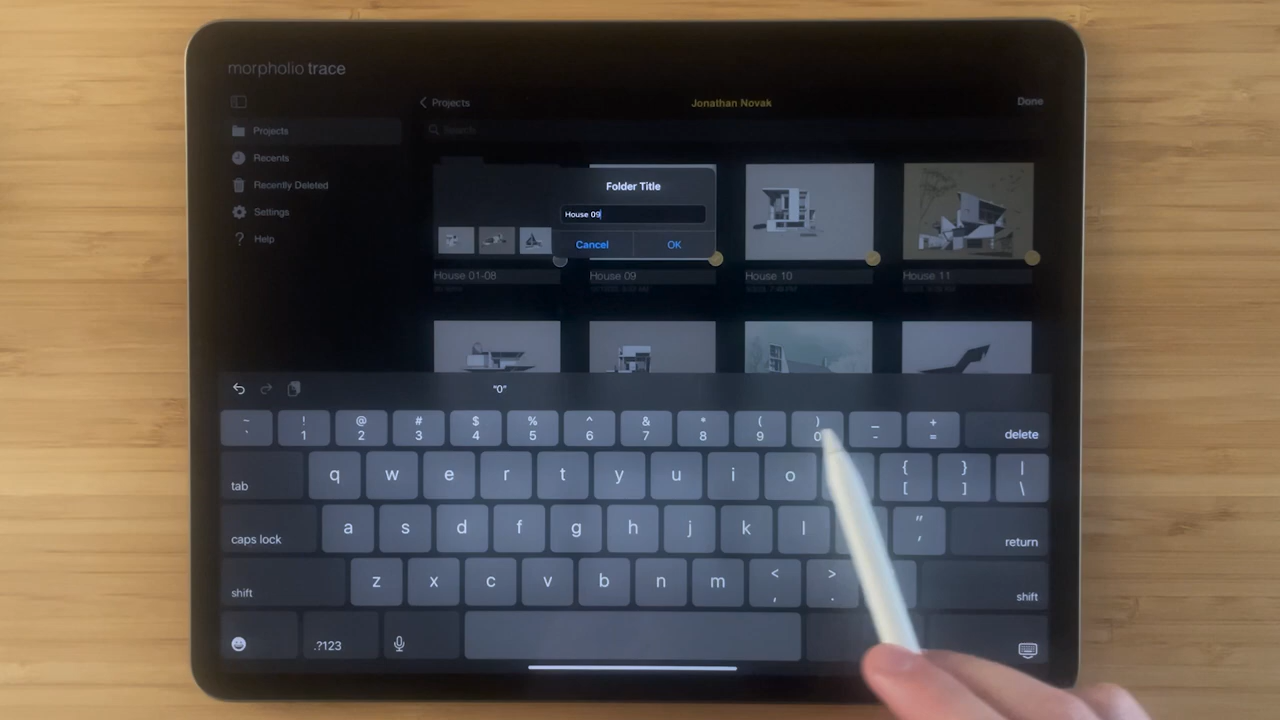 morpholio trace
Projects
Jonathan Novak
Done
Projects
Search
Recents
Recently Deleted
Settings
Help
Folder Title
House 09
Cancel
OK
House 01-08
House 09
House 10
House 11
"0"
~ ! @ # $ % ^ & * ( ) _ +
` 1 2 3 4 5 6 7 8 9 0 - = delete
tab q w e r t y u i o { } |
[ ] \
caps lock a s d f g h j k l " ' return
shift z x c v b n m < > shift
, .
.?123